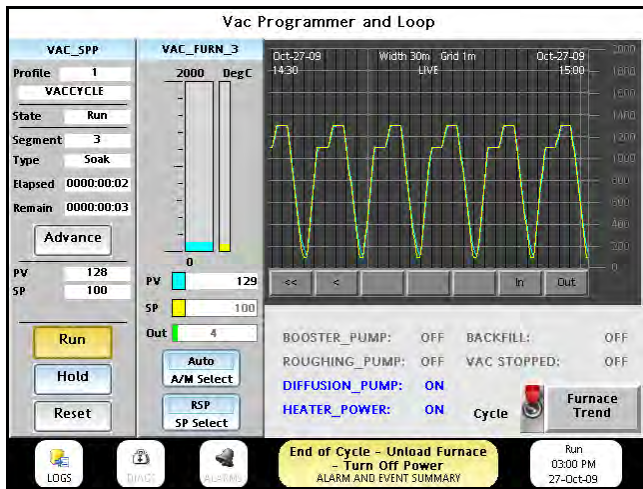 Vac Programmer and Loop
VAC_SPP
Profile 1
VACCYCLE
State Run
Segment 3
Type Soak
Elapsed 0000:00:02
Remain 0000:00:03
Advance
PV 128
SP 100
Run
Hold
Reset
VAC_FURN_3
2000 DegC
0
PV 129
SP 100
Out 4
Auto
A/M Select
RSP
SP Select
Oct-27-09 Width 30m Grid 1m Oct-27-09
14:30 LIVE 15:00
2000
1800
1600
1400
1200
1000
800
600
400
200
0
<< < In Out
BOOSTER_PUMP: OFF BACKFILL: OFF
ROUGHING_PUMP: OFF VAC STOPPED: OFF
DIFFUSION_PUMP: ON
HEATER_POWER: ON Cycle
Furnace
Trend
LOGS
DIAGS
ALARMS
End of Cycle - Unload Furnace
- Turn Off Power
ALARM AND EVENT SUMMARY
Run
03:00 PM
27-Oct-09